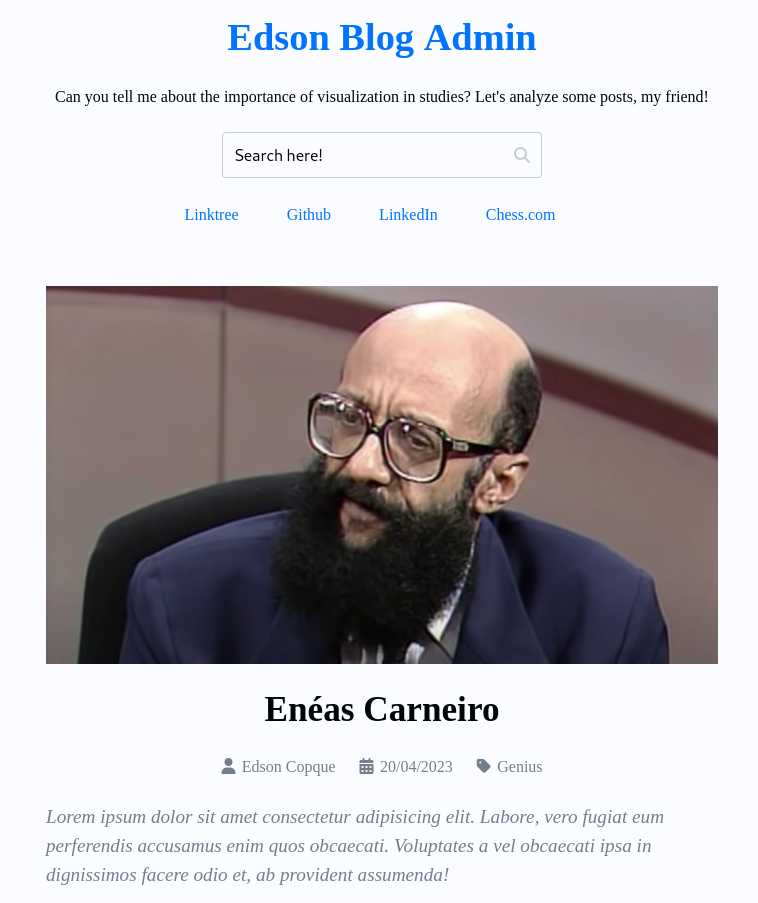 Edson Blog Admin
Can you tell me about the importance of visualization in studies? Let's analyze some posts, my friend!
Search here!
Linktree Github LinkedIn Chess.com
Enéas Carneiro
Edson Copque 20/04/2023 Genius
Lorem ipsum dolor sit amet consectetur adipisicing elit. Labore, vero fugiat eum
perferendis accusamus enim quos obcaecati. Voluptates a vel obcaecati ipsa in
dignissimos facere odio et, ab provident assumenda!